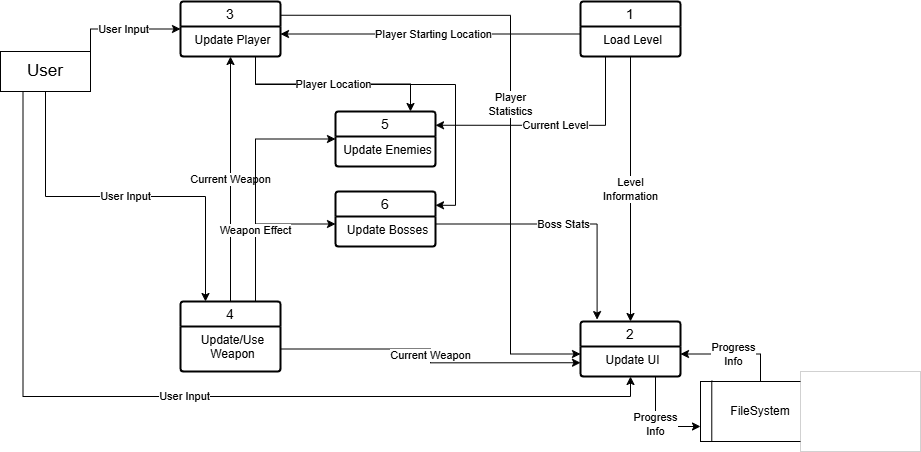 3
1
User Input
Update Player
Player Starting Location
Load Level
User
Player Location
Player
Statistics
5
Current Level
Update Enemies
Current Weapon
Level
Information
User Input
6
Weapon Effect
Update Bosses
Boss Stats
4
2
Update/Use
Weapon
Current Weapon
Update UI
Progress
Info
User Input
Progress
Info
FileSystem